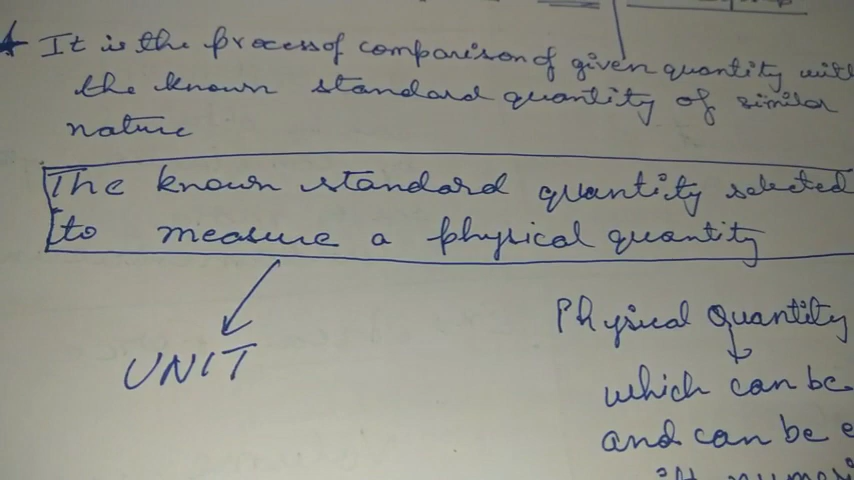 It is the process of comparison of given quantity with
the known standard quantity of similar
nature
The known standard quantity selected
to measure a physical quantity
UNIT
Physical Quantity
which can be
and can be